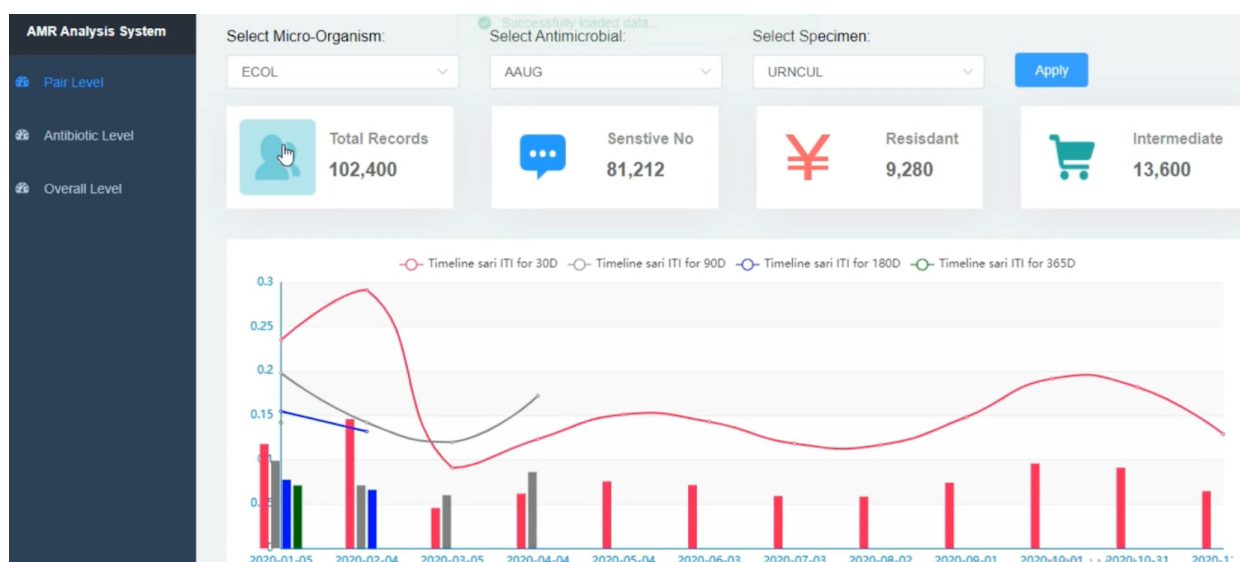 AMR Analysis System
Successfully loaded data...
Select Micro-Organism:
Select Antimicrobial:
Select Specimen:
ECOL
AAUG
URNCUL
Apply
Pair Level
Antibiotic Level
Overall Level
Total Records
102,400
Senstive No
81,212
Resisdant
9,280
Intermediate
13,600
Timeline sari ITI for 30D
Timeline sari ITI for 90D
Timeline sari ITI for 180D
Timeline sari ITI for 365D
0.3
0.25
0.2
0.15
2020-01-05
2020-02-04
2020-03-05
2020-04-04
2020-05-04
2020-06-03
2020-07-03
2020-08-02
2020-09-01
2020-10-01
2020-10-31